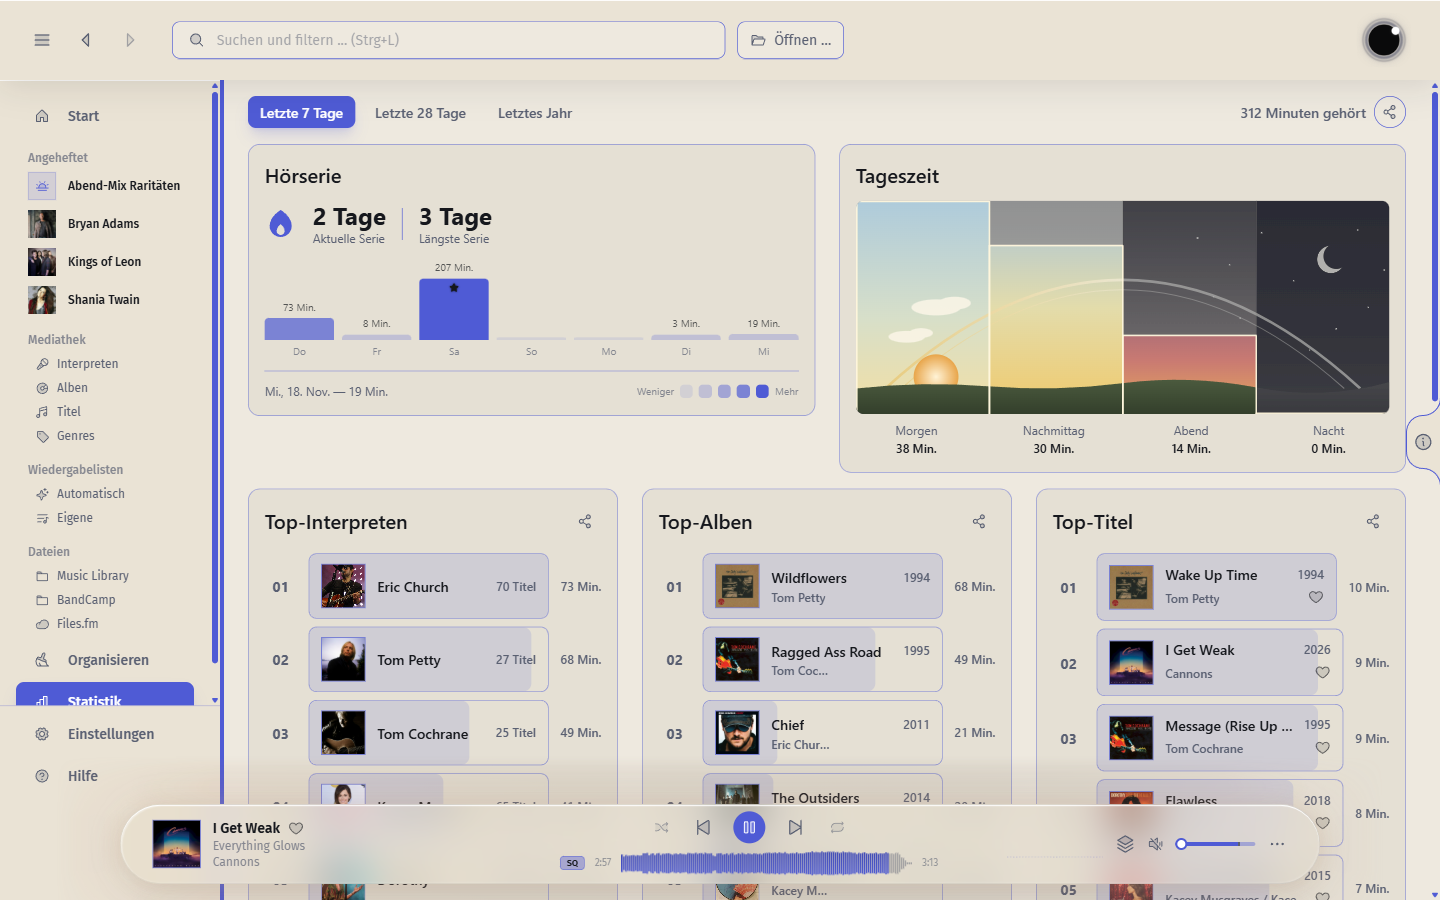 Suchen und filtern ... (Strg+L)
Öffnen ...
Start
Angeheftet
Abend-Mix Raritäten
Bryan Adams
Kings of Leon
Shania Twain
Mediathek
Interpreten
Alben
Titel
Genres
Wiedergabelisten
Automatisch
Eigene
Dateien
Music Library
BandCamp
Files.fm
Organisieren
Statistik
Einstellungen
Hilfe
Letzte 7 Tage
Letzte 28 Tage
Letztes Jahr
312 Minuten gehört
Hörserie
2 Tage
Aktuelle Serie
3 Tage
Längste Serie
207 Min.
73 Min.
8 Min.
3 Min.
19 Min.
Do
Fr
Sa
So
Mo
Di
Mi
Mi., 18. Nov. — 19 Min.
Weniger
Mehr
Tageszeit
Morgen
38 Min.
Nachmittag
30 Min.
Abend
14 Min.
Nacht
0 Min.
Top-Interpreten
01
Eric Church
70 Titel
73 Min.
02
Tom Petty
27 Titel
68 Min.
03
Tom Cochrane
25 Titel
49 Min.
Top-Alben
01
Wildflowers
1994
Tom Petty
68 Min.
02
Ragged Ass Road
1995
Tom Coc...
49 Min.
03
Chief
2011
Eric Chur...
21 Min.
The Outsiders
2014
Kacey M...
Top-Titel
01
Wake Up Time
1994
Tom Petty
10 Min.
02
I Get Weak
2026
Cannons
9 Min.
03
Message (Rise Up ...
1995
Tom Cochrane
9 Min.
Flawless
2018
8 Min.
05
2015
Kacey Musgraves / Kace
7 Min.
I Get Weak
Everything Glows
Cannons
SQ
2:57
3:13